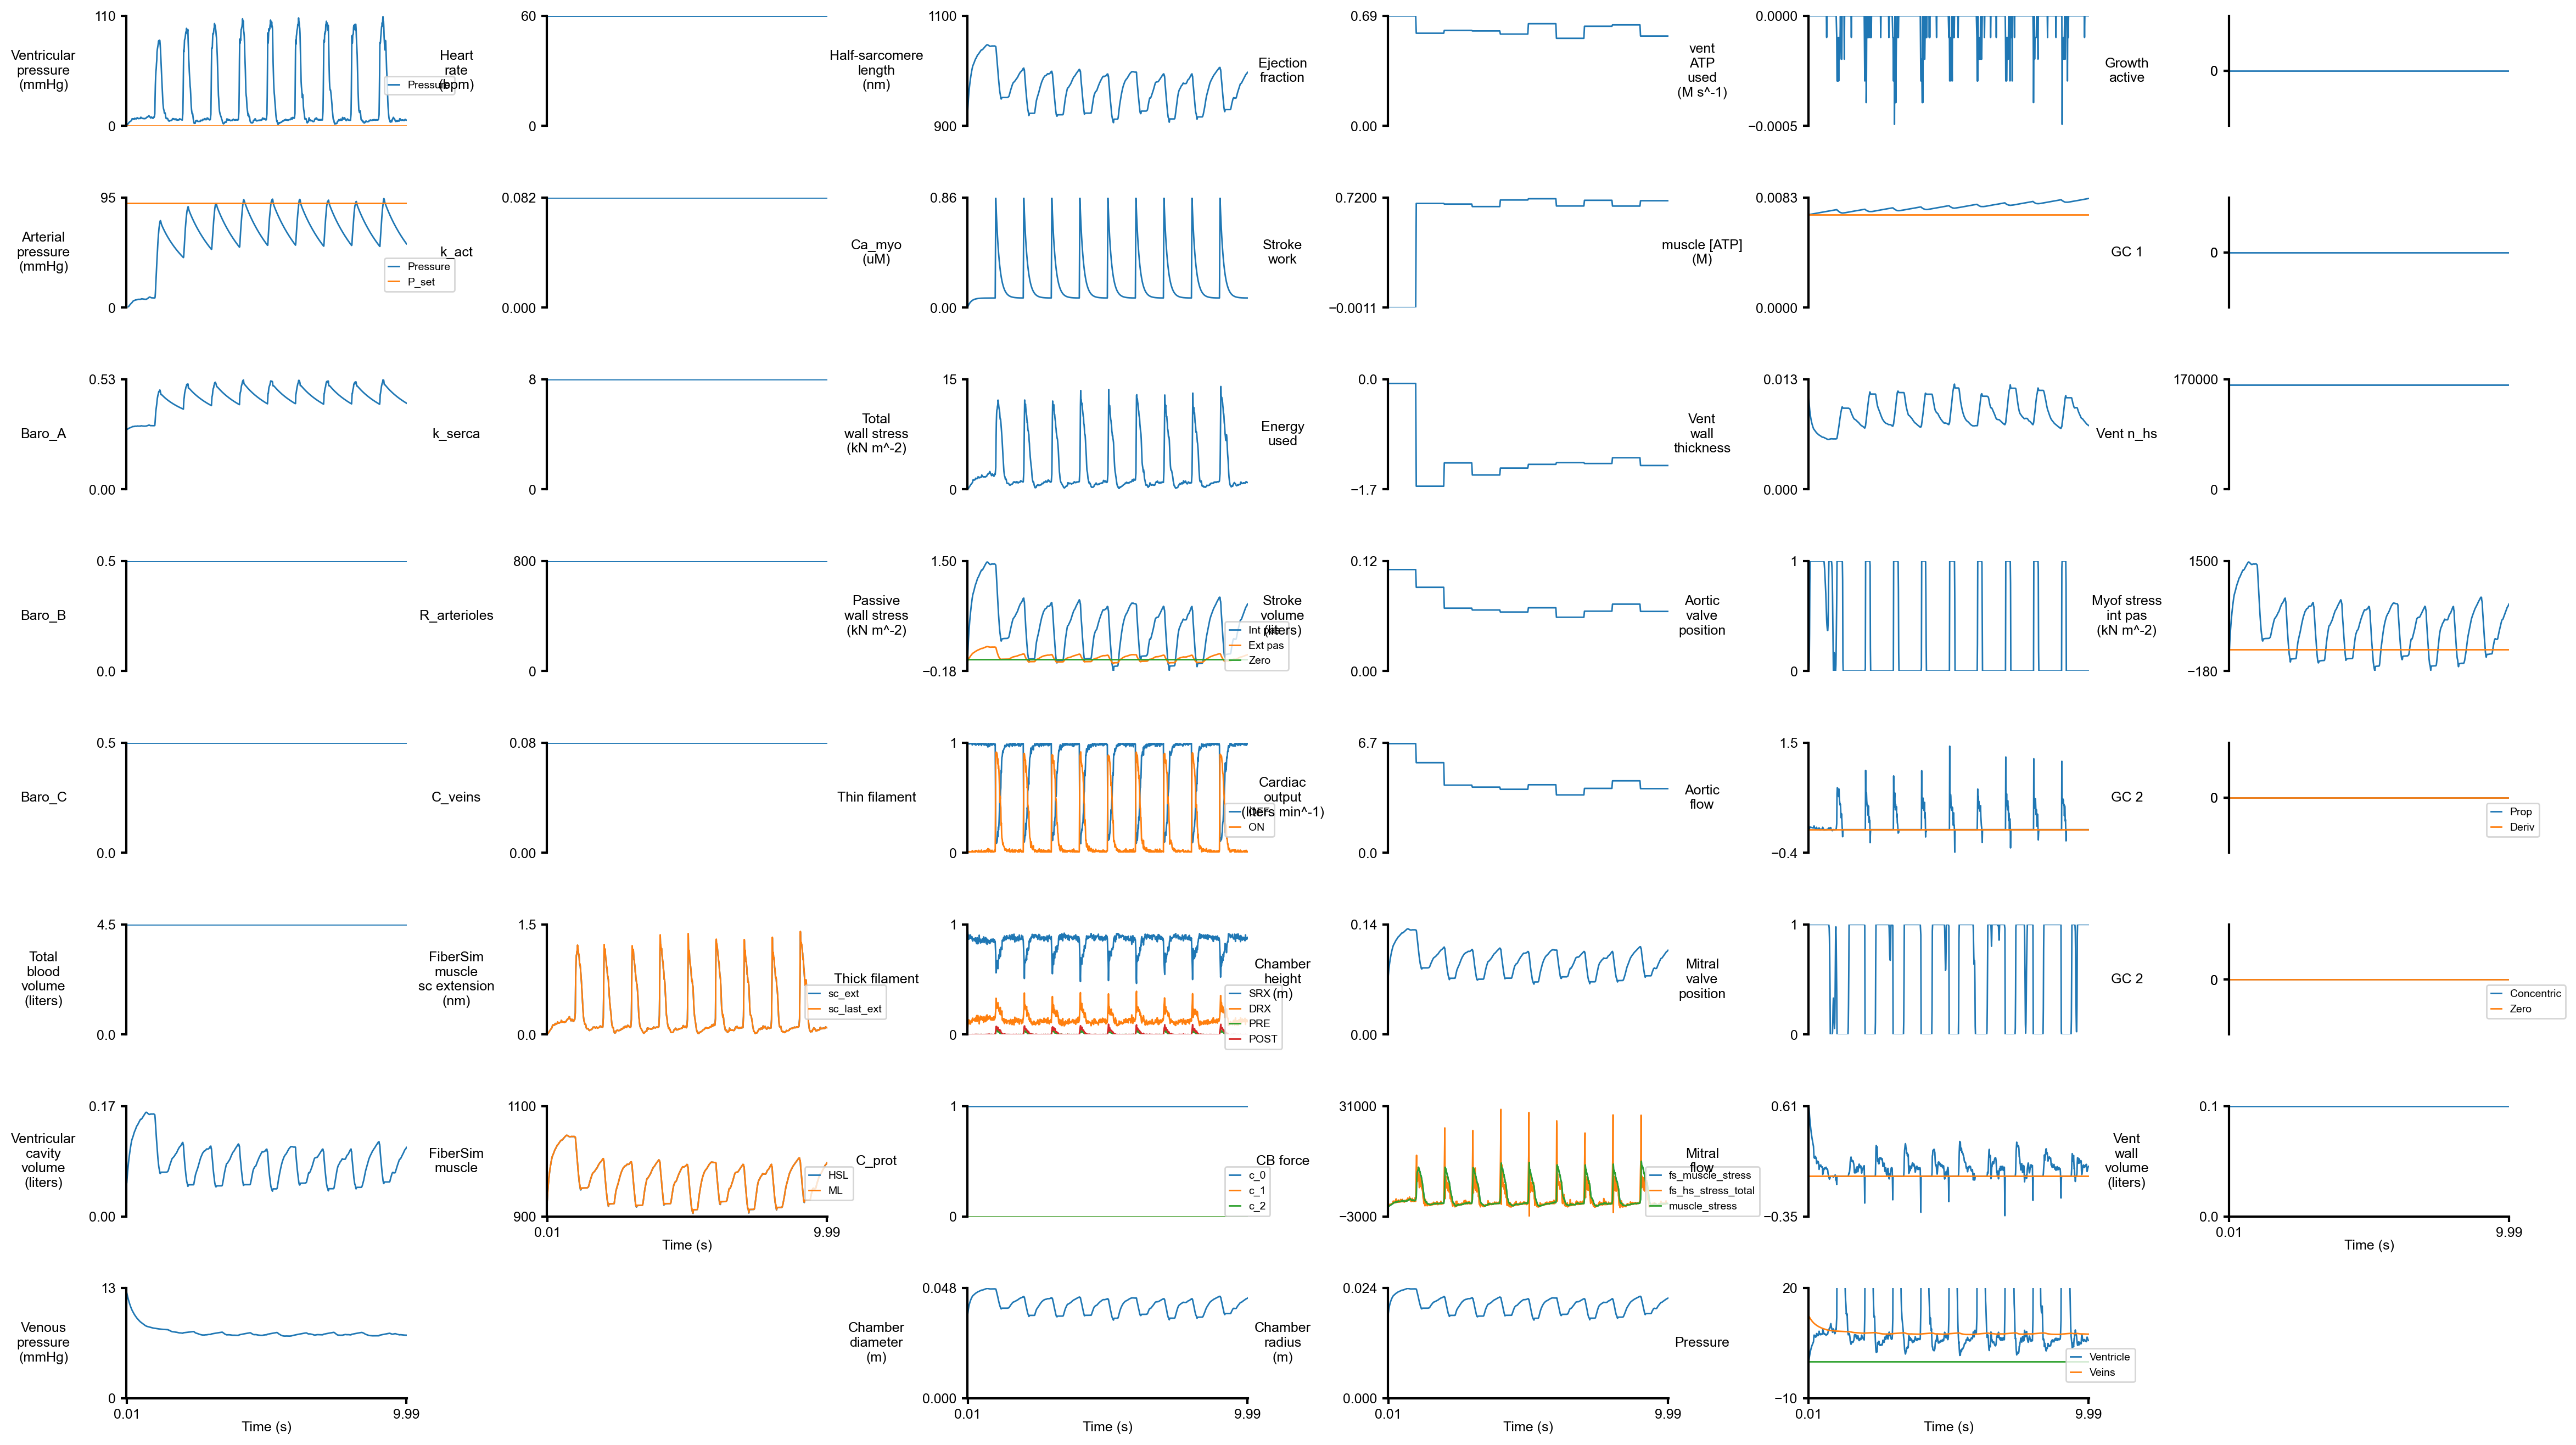 Ventricular
pressure
(mmHg)
110
0
Pressure
Heart
rate
(bpm)
60
0
Half-sarcomere
length
(nm)
1100
900
Ejection
fraction
0.69
0.00
vent
ATP
used
(M s^-1)
0.0000
−0.0005
Growth
active
0
Arterial
pressure
(mmHg)
95
0
Pressure
P_set
k_act
0.082
0.000
Ca_myo
(uM)
0.86
0.00
Stroke
work
0.7200
−0.0011
muscle [ATP]
(M)
0.0083
0.0000
GC 1
0
Baro_A
0.53
0.00
k_serca
8
0
Total
wall stress
(kN m^-2)
15
0
Energy
used
0.0
−1.7
Vent
wall
thickness
0.013
0.000
Vent n_hs
170000
0
Baro_B
0.5
0.0
R_arterioles
800
0
Passive
wall stress
(kN m^-2)
1.50
−0.18
Int pas
Ext pas
Zero
Stroke
volume
(liters)
0.12
0.00
Aortic
valve
position
1
1
Myof stress
int pas
(kN m^-2)
1500
−180
Baro_C
0.5
0.0
C_veins
0.08
0.00
Thin filament
1
0
OFF
ON
Cardiac
output
(liters min^-1)
6.7
0.0
Aortic
flow
1.5
−0.4
GC 2
0
Prop
Deriv
Total
blood
volume
(liters)
4.5
0.0
FiberSim
muscle
sc extension
(nm)
1.5
0.0
sc_ext
sc_last_ext
Thick filament
1
0
SRX
DRX
PRE
POST
Chamber
height
(m)
0.14
0.00
Mitral
valve
position
1
1
GC 2
0
Concentric
Zero
Ventricular
cavity
volume
(liters)
0.17
0.00
FiberSim
muscle
1100
900
HSL
ML
0.01
9.99
Time (s)
C_prot
1
0
c_0
c_1
c_2
CB force
31000
−3000
fs_muscle_stress
fs_hs_stress_total
muscle_stress
Mitral
flow
0.61
−0.35
Vent
wall
volume
(liters)
0.1
0.0
0.01
9.99
Time (s)
Venous
pressure
(mmHg)
13
0
0.01
9.99
Time (s)
Chamber
diameter
(m)
0.048
0.000
0.01
9.99
Time (s)
Chamber
radius
(m)
0.024
0.000
0.01
9.99
Time (s)
Pressure
20
−10
Ventricle
Veins
0.01
9.99
Time (s)